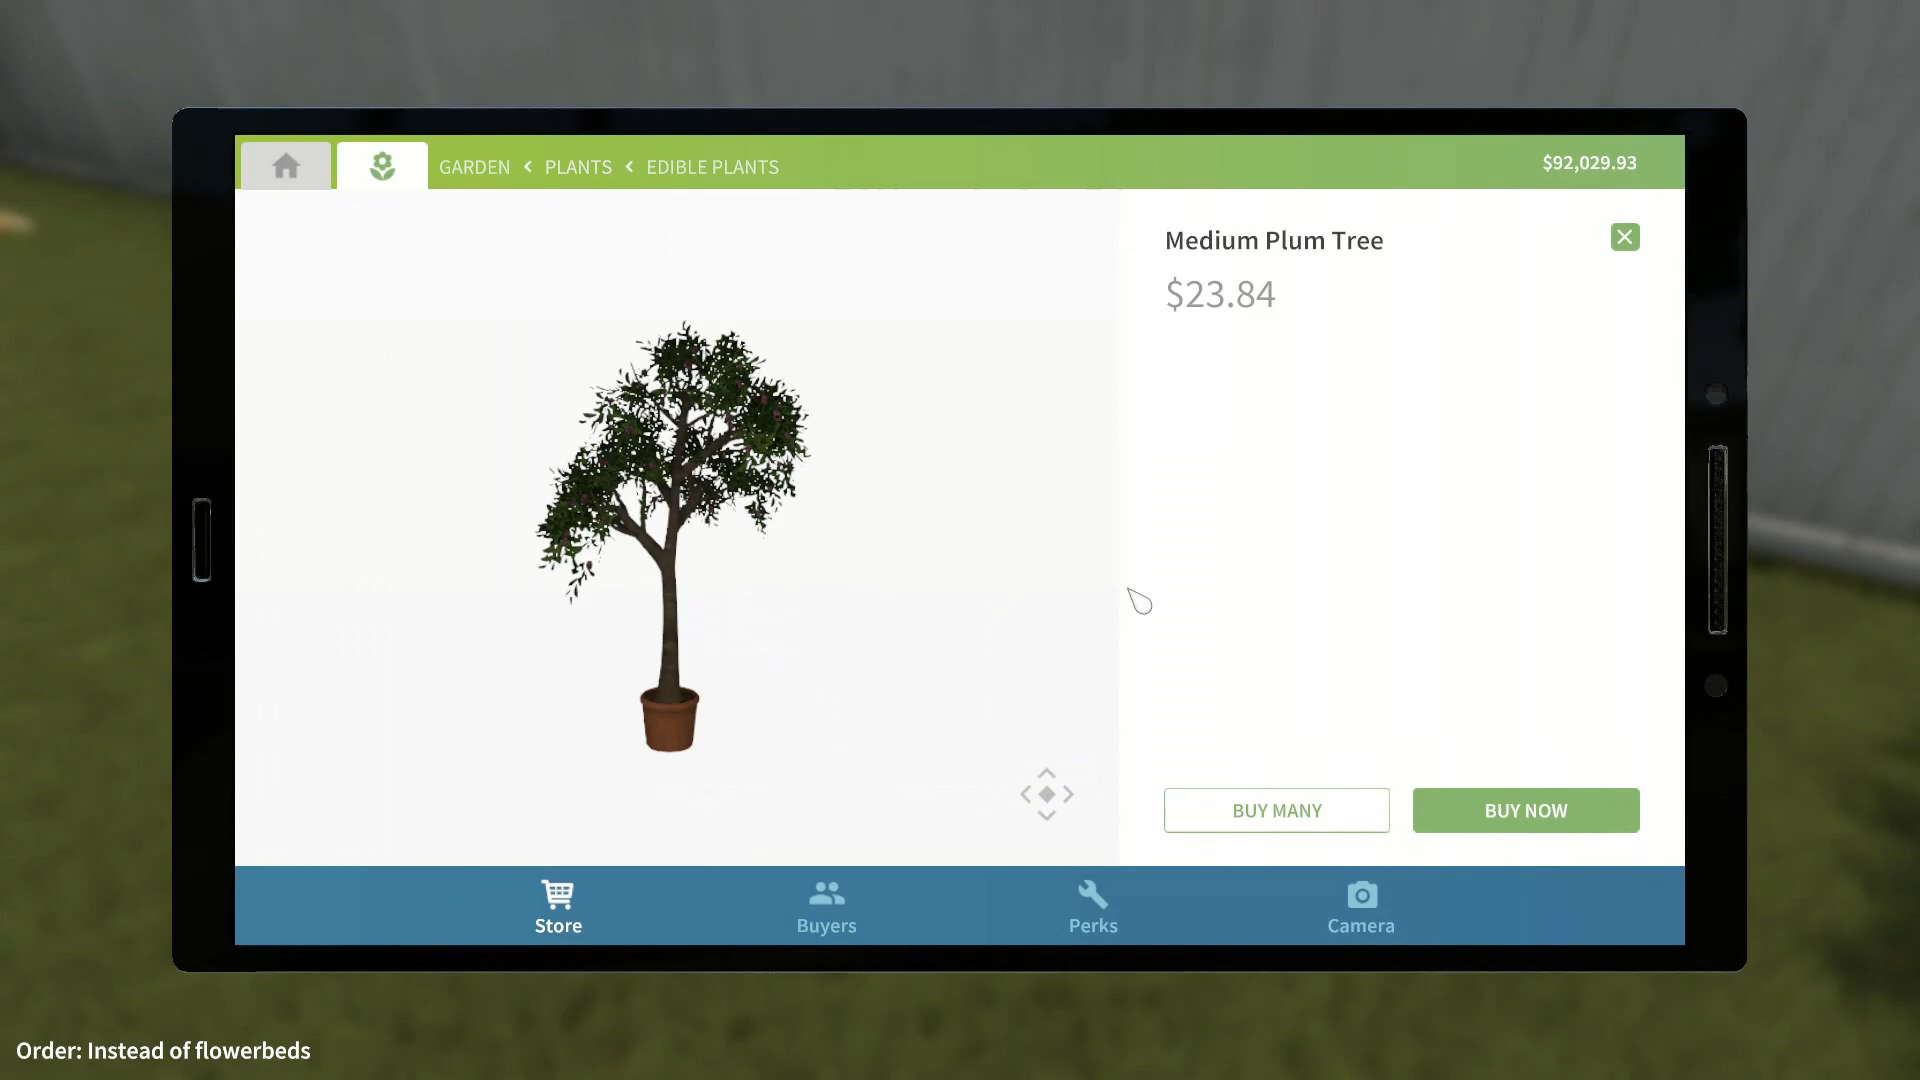 GARDEN < PLANTS < EDIBLE PLANTS
$92,029.93
Medium Plum Tree
$23.84
BUY MANY
BUY NOW
Store
Buyers
Perks
Camera
Order: Instead of flowerbeds